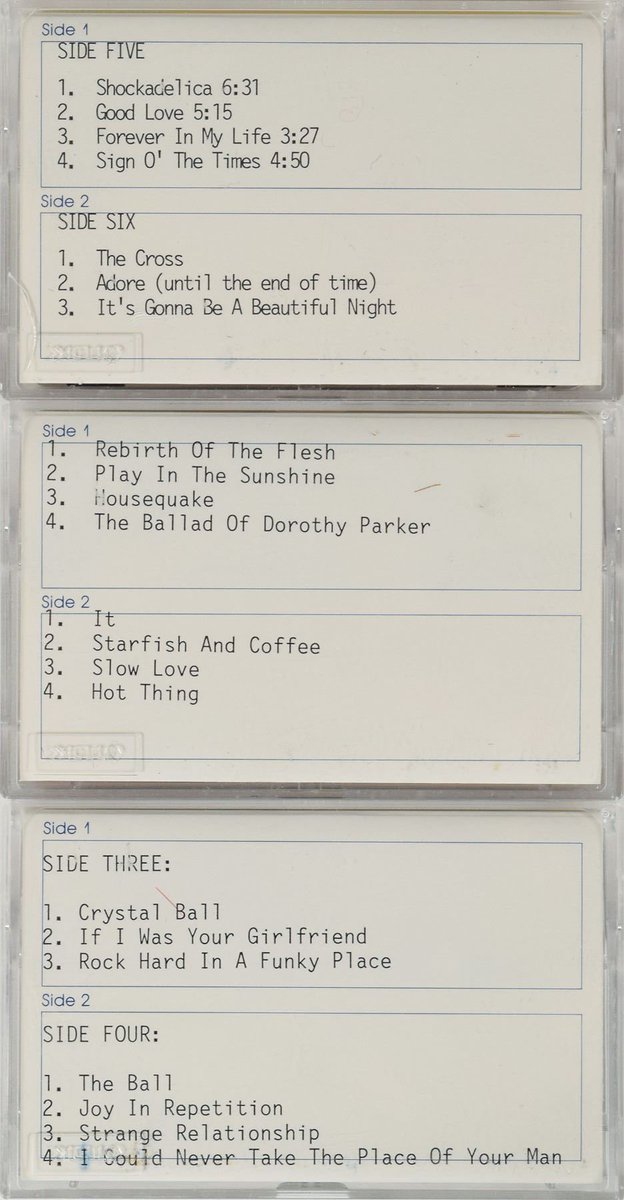 Side 1
SIDE FIVE
1. Shockadelica 6:31
2. Good Love 5:15
3. Forever In My Life 3:27
4. Sign O' The Times 4:50
Side 2
SIDE SIX
1. The Cross
2. Adore (until the end of time)
3. It's Gonna Be A Beautiful Night
Side 1
1. Rebirth Of The Flesh
2. Play In The Sunshine
3. Housequake
4. The Ballad Of Dorothy Parker
Side 2
1. It
2. Starfish And Coffee
3. Slow Love
4. Hot Thing
Side 1
SIDE THREE:
1. Crystal Ball
2. If I Was Your Girlfriend
3. Rock Hard In A Funky Place
Side 2
SIDE FOUR:
1. The Ball
2. Joy In Repetition
3. Strange Relationship
4. I Could Never Take The Place Of Your Man